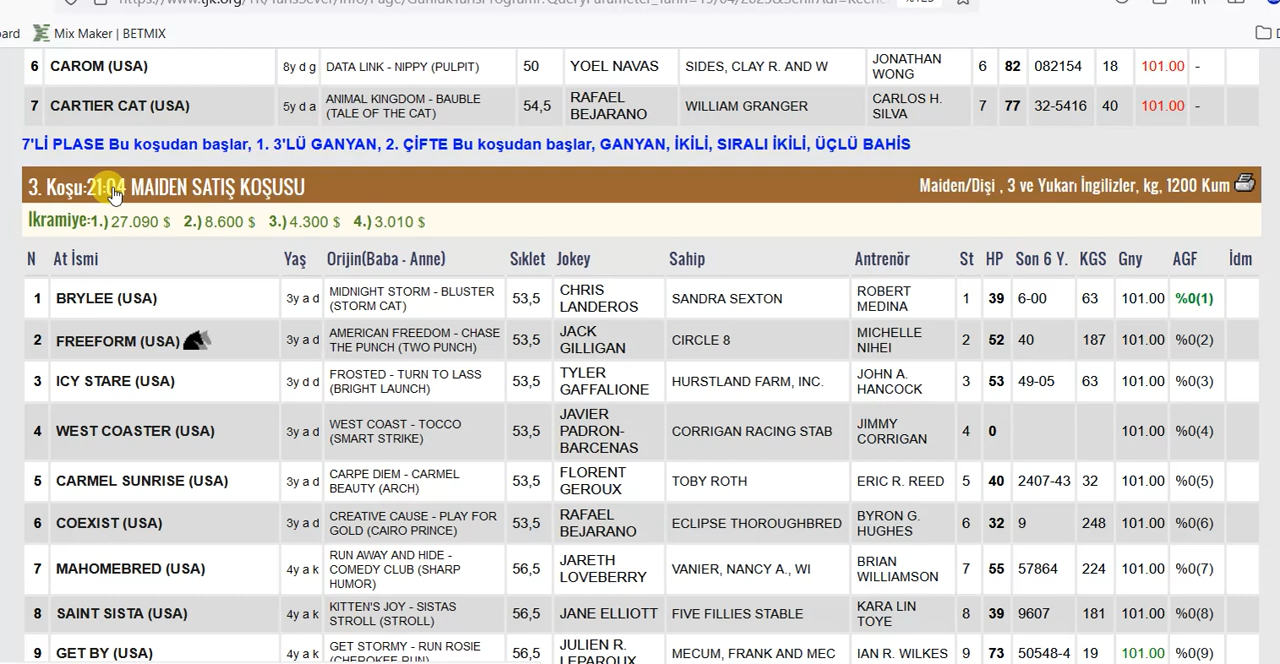 ard Mix Maker | BETMIX
6 CAROM (USA) 8y d g DATA LINK - NIPPY (PULPIT) 50 YOEL NAVAS SIDES, CLAY R. AND W JONATHAN WONG 6 82 082154 18 101.00 -
7 CARTIER CAT (USA) 5y d a ANIMAL KINGDOM - BAUBLE (TALE OF THE CAT) 54,5 RAFAEL BEJARANO WILLIAM GRANGER CARLOS H. SILVA 7 77 32-5416 40 101.00 -
7'Lİ PLASE Bu koşudan başlar, 1. 3'LÜ GANYAN, 2. ÇİFTE Bu koşudan başlar, GANYAN, İKİLİ, SIRALI İKİLİ, ÜÇLÜ BAHİS
3. Koşu:21:04 MAIDEN SATIŞ KOŞUSU Maiden/Dişi , 3 ve Yukarı İngilizler, kg, 1200 Kum
İkramiye:1.) 27.090 $ 2.) 8.600 $ 3.) 4.300 $ 4.) 3.010 $
N At İsmi Yaş Orijin(Baba - Anne) Sıklet Jokey Sahip Antrenör St HP Son 6 Y. KGS Gny AGF İdm
1 BRYLEE (USA) 3y a d MIDNIGHT STORM - BLUSTER (STORM CAT) 53,5 CHRIS LANDEROS SANDRA SEXTON ROBERT MEDINA 1 39 6-00 63 101.00 %0(1)
2 FREEFORM (USA) 3y a d AMERICAN FREEDOM - CHASE THE PUNCH (TWO PUNCH) 53,5 JACK GILLIGAN CIRCLE 8 MICHELLE NIHEI 2 52 40 187 101.00 %0(2)
3 ICY STARE (USA) 3y d d FROSTED - TURN TO LASS (BRIGHT LAUNCH) 53,5 TYLER GAFFALIONE HURSTLAND FARM, INC. JOHN A. HANCOCK 3 53 49-05 63 101.00 %0(3)
4 WEST COASTER (USA) 3y a d WEST COAST - TOCCO (SMART STRIKE) 53,5 JAVIER PADRON-BARCENAS CORRIGAN RACING STAB JIMMY CORRIGAN 4 0 101.00 %0(4)
5 CARMEL SUNRISE (USA) 3y a d CARPE DIEM - CARMEL BEAUTY (ARCH) 53,5 FLORENT GEROUX TOBY ROTH ERIC R. REED 5 40 2407-43 32 101.00 %0(5)
6 COEXIST (USA) 3y a d CREATIVE CAUSE - PLAY FOR GOLD (CAIRO PRINCE) 53,5 RAFAEL BEJARANO ECLIPSE THOROUGHBRED BYRON G. HUGHES 6 32 9 248 101.00 %0(6)
7 MAHOMEBRED (USA) 4y a k RUN AWAY AND HIDE - COMEDY CLUB (SHARP HUMOR) 56,5 JARETH LOVEBERRY VANIER, NANCY A., WI BRIAN WILLIAMSON 7 55 57864 224 101.00 %0(7)
8 SAINT SISTA (USA) 4y a k KITTEN'S JOY - SISTAS STROLL (STROLL) 56,5 JANE ELLIOTT FIVE FILLIES STABLE KARA LIN TOYE 8 39 9607 181 101.00 %0(8)
9 GET BY (USA) 4y a k GET STORMY - RUN ROSIE (CHEROKEE RUN) 56,5 JULIEN R. LEPAROUX MECUM, FRANK AND MEC IAN R. WILKES 9 73 50548-4 19 101.00 %0(9)